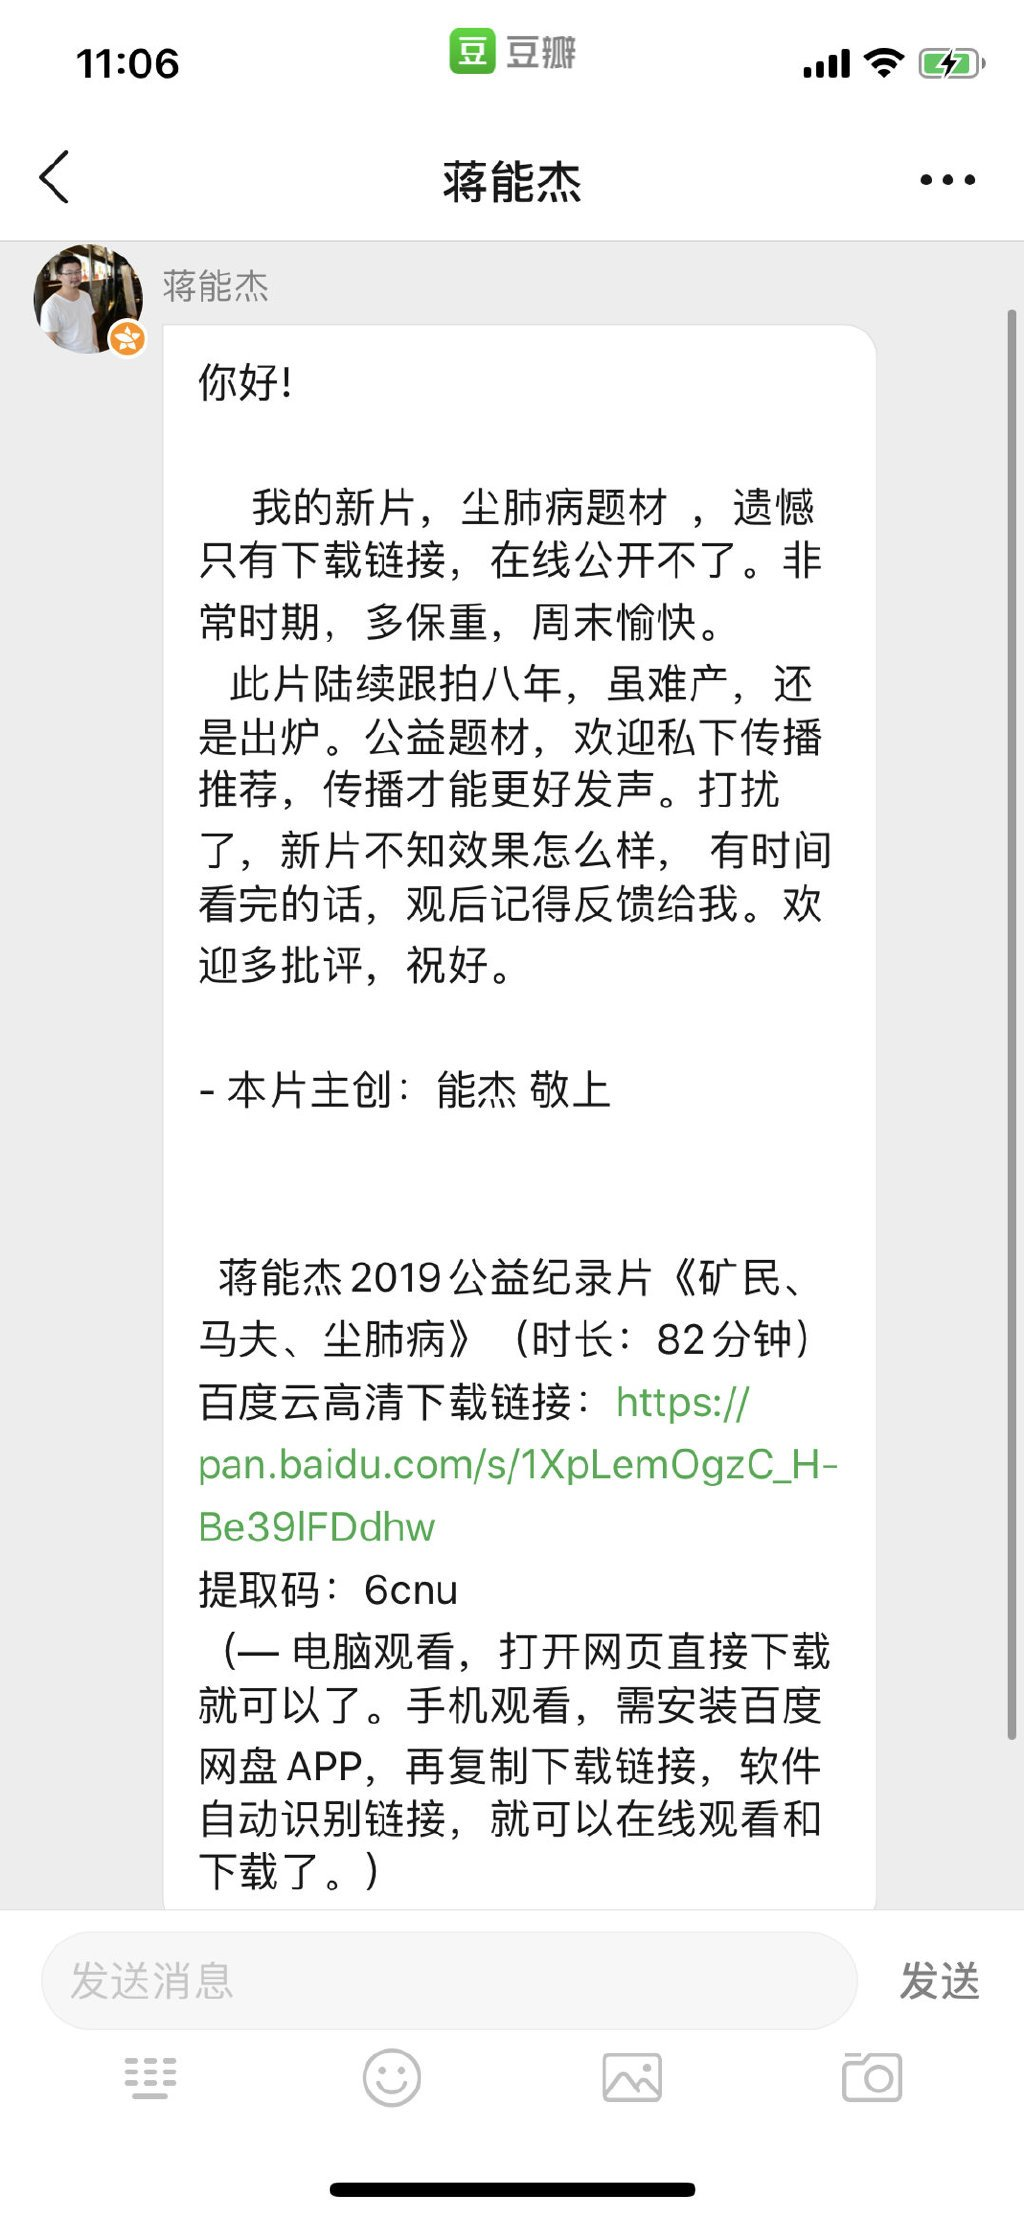 11:06
豆 豆瓣
蒋能杰
蒋能杰
你好!
我的新片，尘肺病题材 ，遗憾
只有下载链接，在线公开不了。非
常时期，多保重，周末愉快。
此片陆续跟拍八年，虽难产，还
是出炉。公益题材，欢迎私下传播
推荐，传播才能更好发声。打扰
了，新片不知效果怎么样， 有时间
看完的话，观后记得反馈给我。欢
迎多批评，祝好。
- 本片主创：能杰 敬上
蒋能杰2019公益纪录片《矿民、
马夫、尘肺病》（时长：82分钟）
百度云高清下载链接：https://
pan.baidu.com/s/1XpLemOgzC_H-
Be39lFDdhw
提取码：6cnu
（— 电脑观看，打开网页直接下载
就可以了。手机观看，需安装百度
网盘APP，再复制下载链接，软件
自动识别链接，就可以在线观看和
下载了。）
发送消息
发送